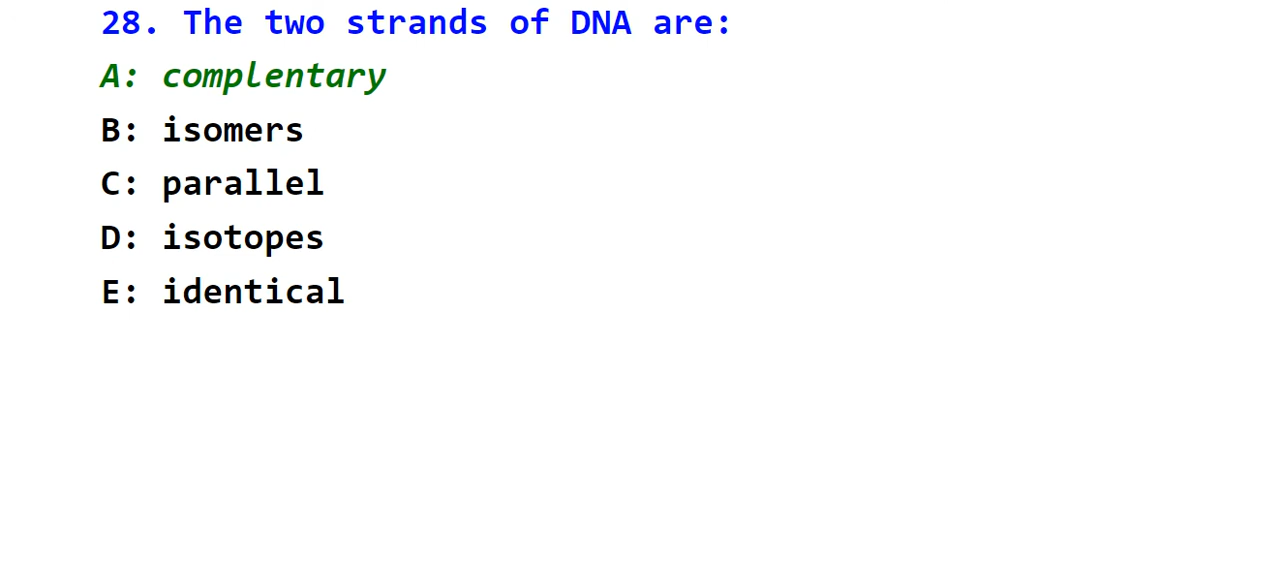 28. The two strands of DNA are:
A: complentary
B: isomers
C: parallel
D: isotopes
E: identical